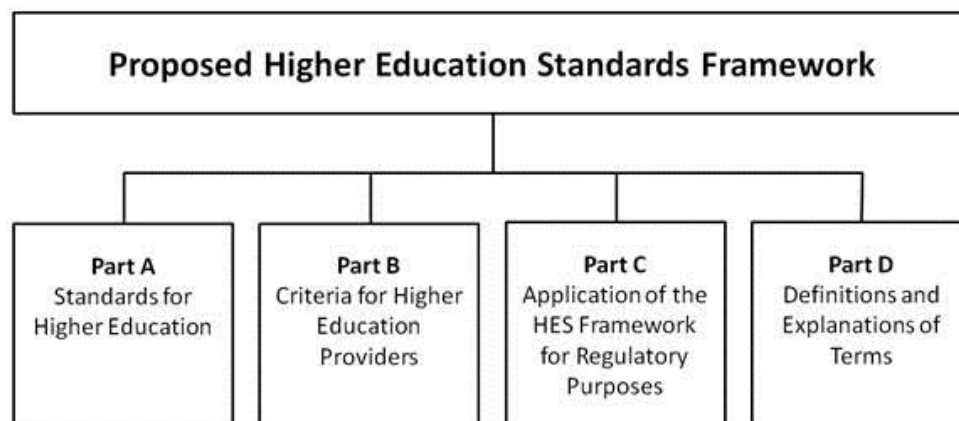 Proposed Higher Education Standards Framework
Part A
Standards for
Higher Education
Part B
Criteria for Higher
Education
Providers
Part C
Application of the
HES Framework
for Regulatory
Purposes
Part D
Definitions and
Explanations of
Terms